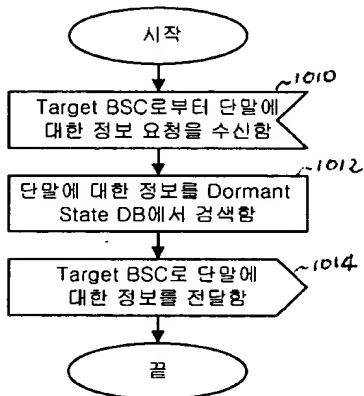 시작
1010
Target BSC로부터 단말에
대한 정보 요청을 수신함
1012
단말에 대한 정보를 Dormant
State DB에서 검색함
1014
Target BSC로 단말에
대한 정보를 전달함
끝